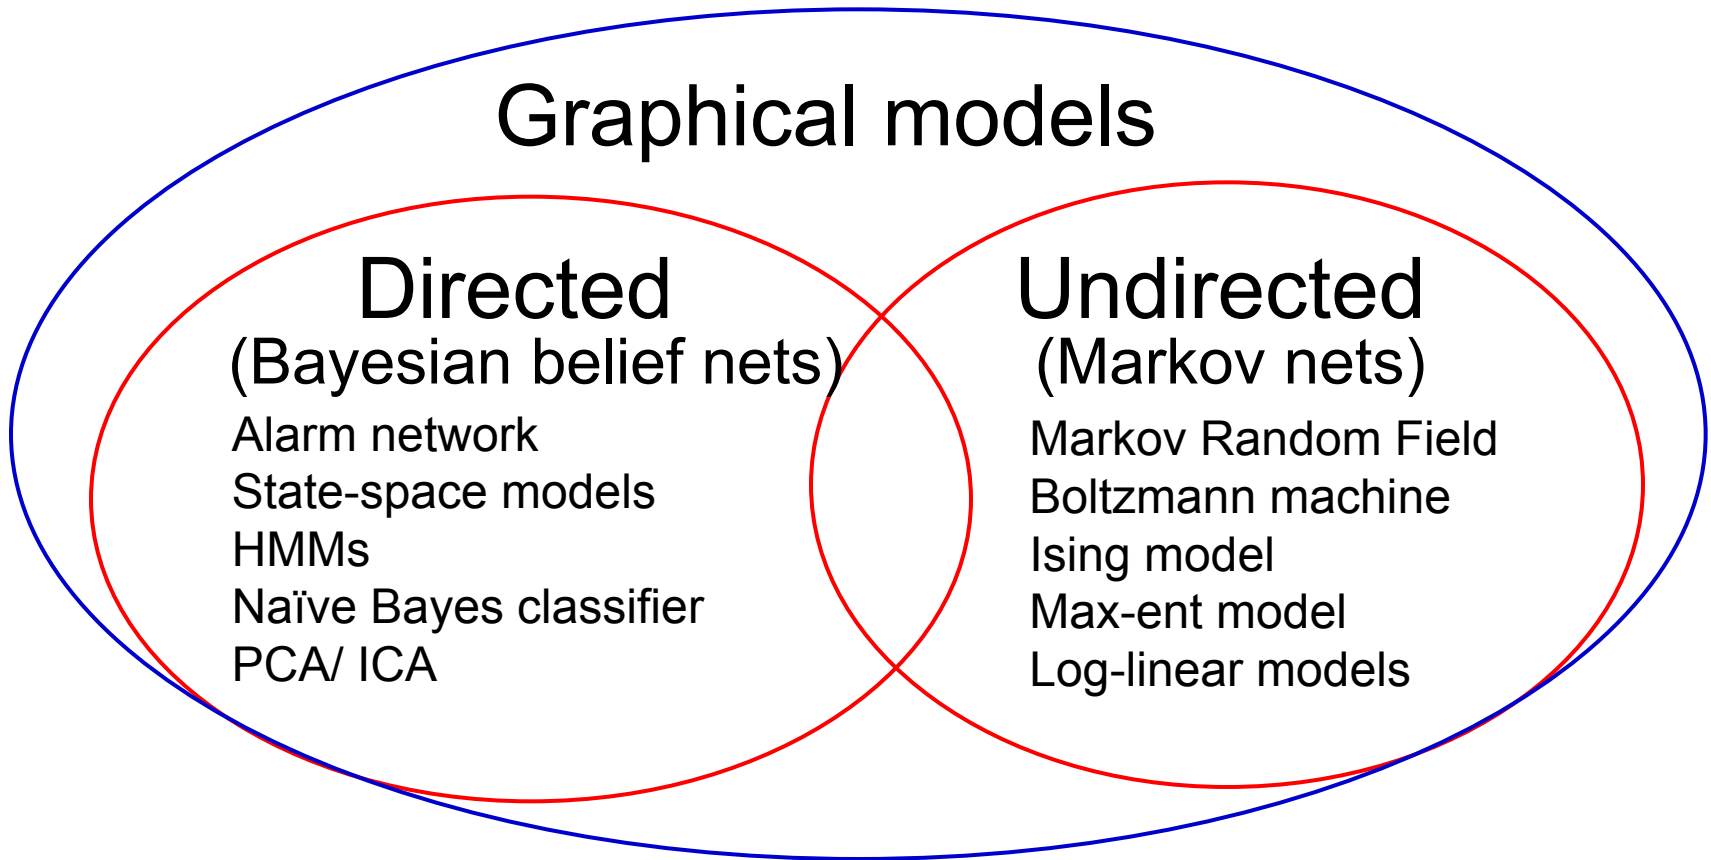 Graphical models
Directed
(Bayesian belief nets)
Alarm network
State-space models
HMMs
Naïve Bayes classifier
PCA/ ICA
Undirected
(Markov nets)
Markov Random Field
Boltzmann machine
Ising model
Max-ent model
Log-linear models